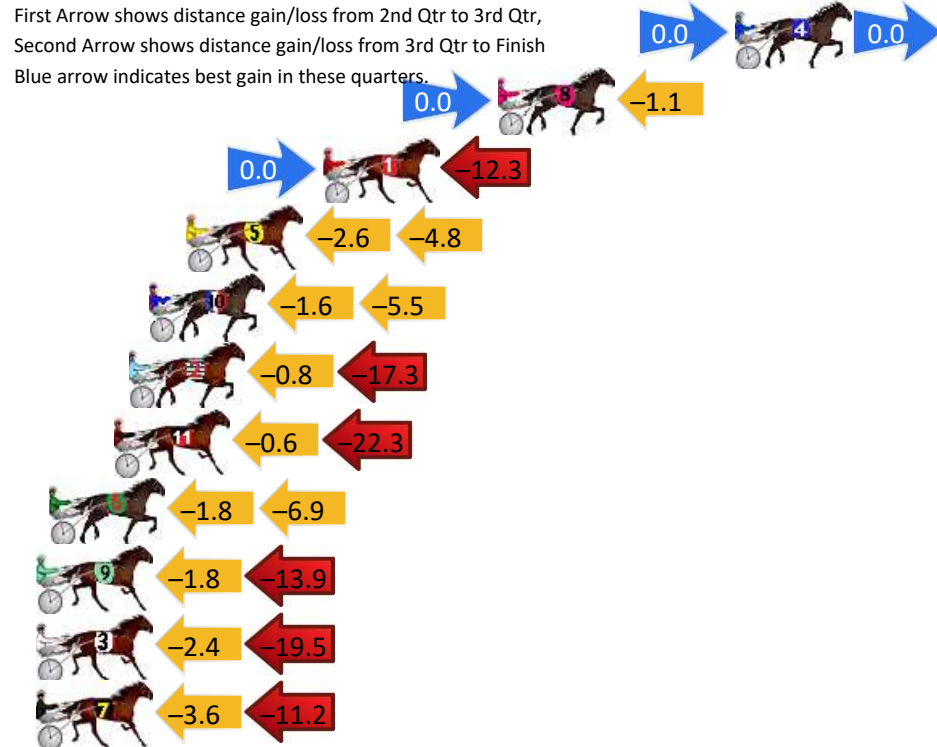 First Arrow shows distance gain/loss from 2nd Qtr to 3rd Qtr,
Second Arrow shows distance gain/loss from 3rd Qtr to Finish
Blue arrow indicates best gain in these quarters.
0.0 4 0.0
0.0 8 –1.1
0.0 1 –12.3
5 –2.6 –4.8
10 –1.6 –5.5
2 –0.8 –17.3
11 –0.6 –22.3
–1.8 –6.9
9 –1.8 –13.9
3 –2.4 –19.5
7 –3.6 –11.2